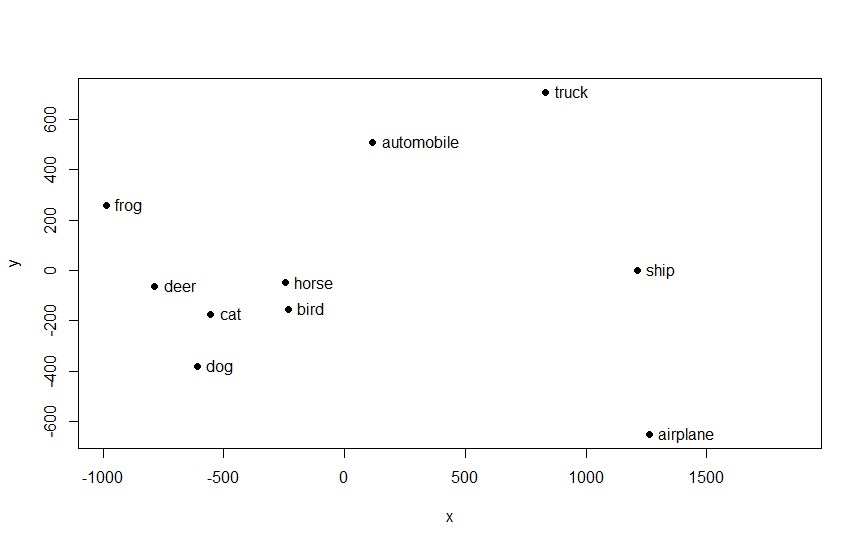 truck
600
automobile
400
frog
200
y
0
ship
horse
deer
bird
cat
-200
dog
-400
airplane
-600
-1000 -500 0 500 1000 1500
x